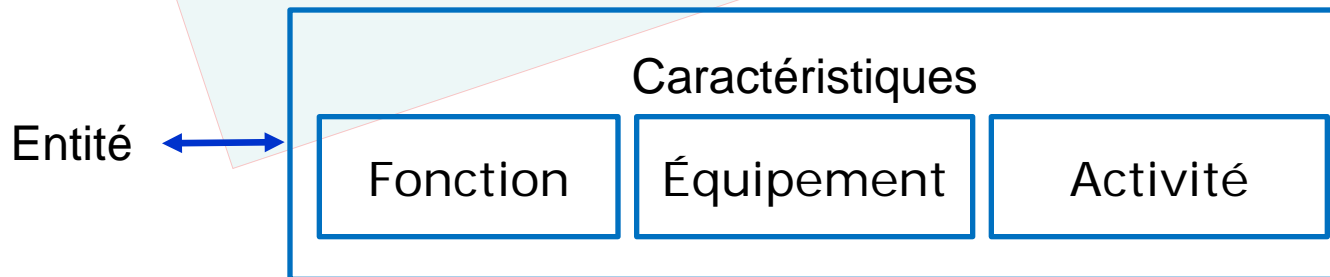 Caractéristiques
Entité
Fonction
Équipement
Activité